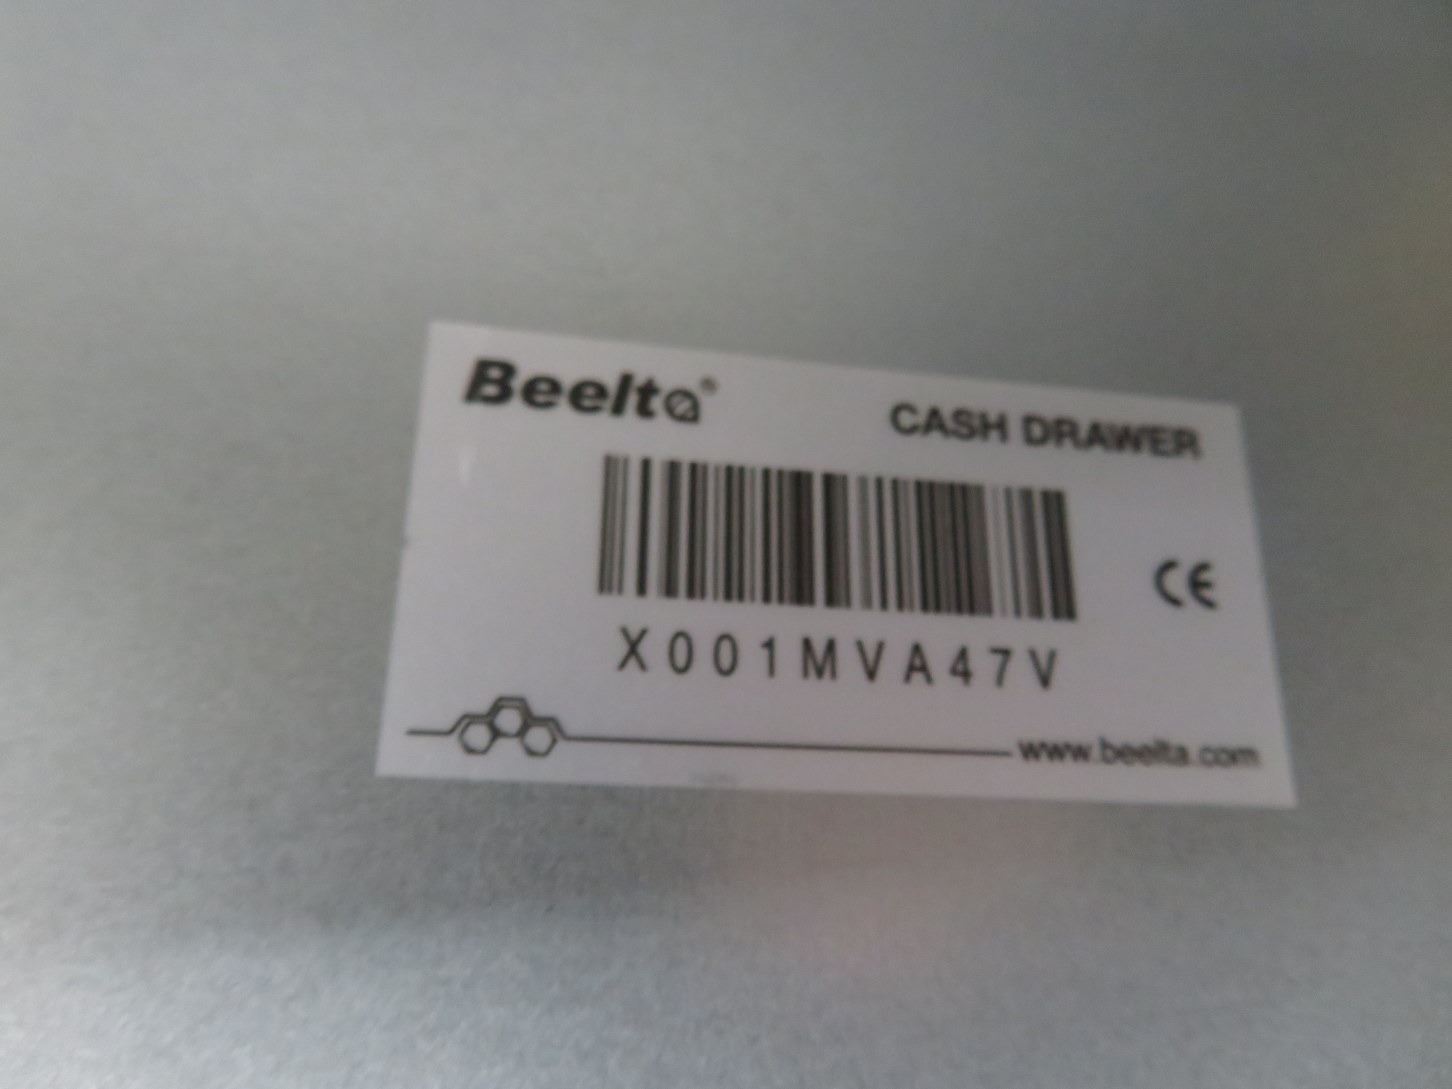 Beelta®
CASH DRAWER
CE
X001MVA47V
www.beelta.com